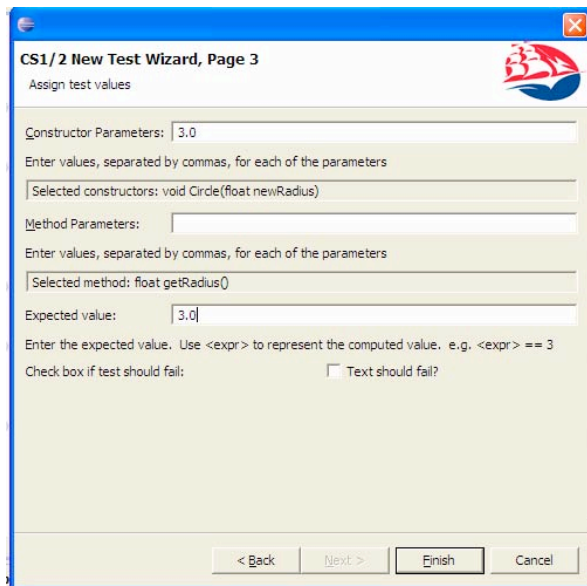 CS1/2 New Test Wizard, Page 3
Assign test values
Constructor Parameters: 3.0
Enter values, separated by commas, for each of the parameters
Selected constructors: void Circle(float newRadius)
Method Parameters:
Enter values, separated by commas, for each of the parameters
Selected method: float getRadius()
Expected value: 3.0
Enter the expected value. Use <expr> to represent the computed value. e.g. <expr> == 3
Check box if test should fail: Text should fail?
< Back Next > Finish Cancel